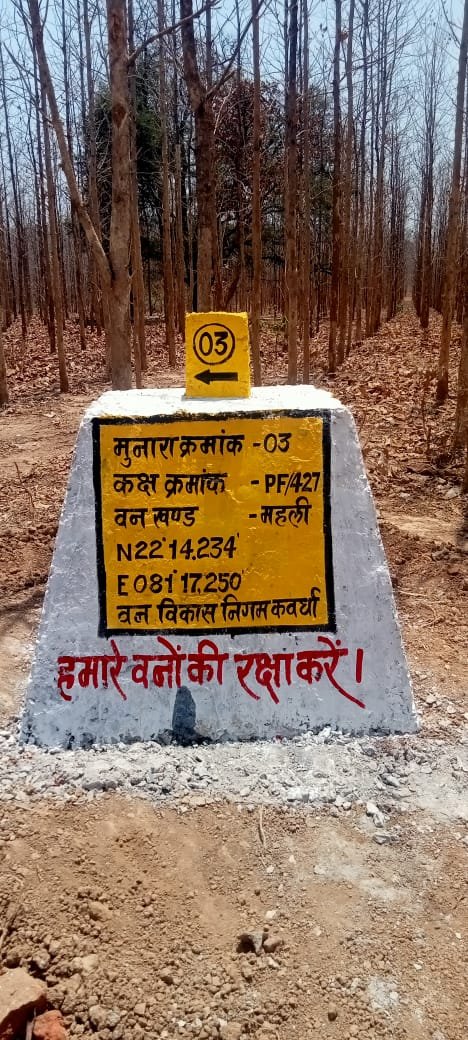 03
←
मुनारा क्रमांक - 03
कक्ष क्रमांक - PF/427
वन खण्ड - महली
N22°14.234'
E081°17.250'
वन विकास निगम कवर्धा
हमारे वनों की रक्षा करें।